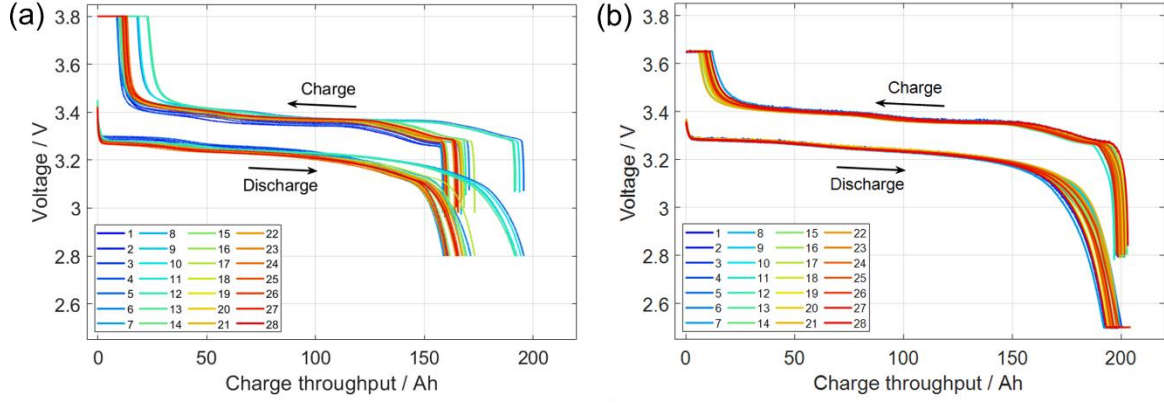 (a)
3.8
3.6
3.4
3.2
3
2.8
Voltage / V
Charge
Discharge
1 8 15 22
2 9 16 23
3 10 17 24
4 11 18 25
5 12 19 26
6 13 20 27
7 14 21 28
0 50 100 150 200
Charge throughput / Ah
(b)
3.8
3.6
3.4
3.2
3
2.8
2.6
Voltage / V
Charge
Discharge
1 8 15 22
2 9 16 23
3 10 17 24
4 11 18 25
5 12 19 26
6 13 20 27
7 14 21 28
0 50 100 150 200
Charge throughput / Ah